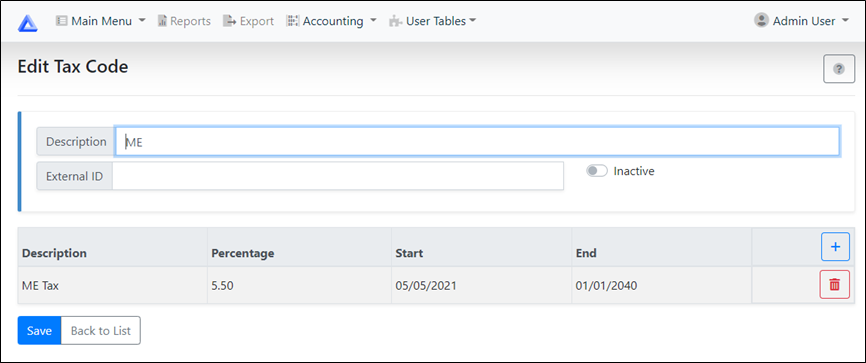 Main Menu Reports Export Accounting User Tables Admin User
Edit Tax Code
?
Description ME
External ID Inactive
Description Percentage Start End +
ME Tax 5.50 05/05/2021 01/01/2040
Save Back to List